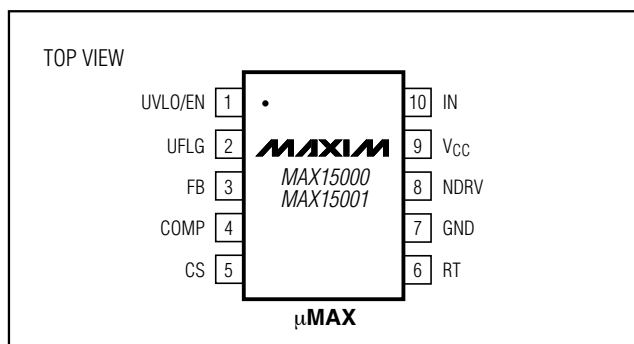 TOP VIEW
UVLO/EN 1
UFLG 2
FB 3
COMP 4
CS 5
MAXIM
MAX15000
MAX15001
10 IN
9 VCC
8 NDRV
7 GND
6 RT
µMAX